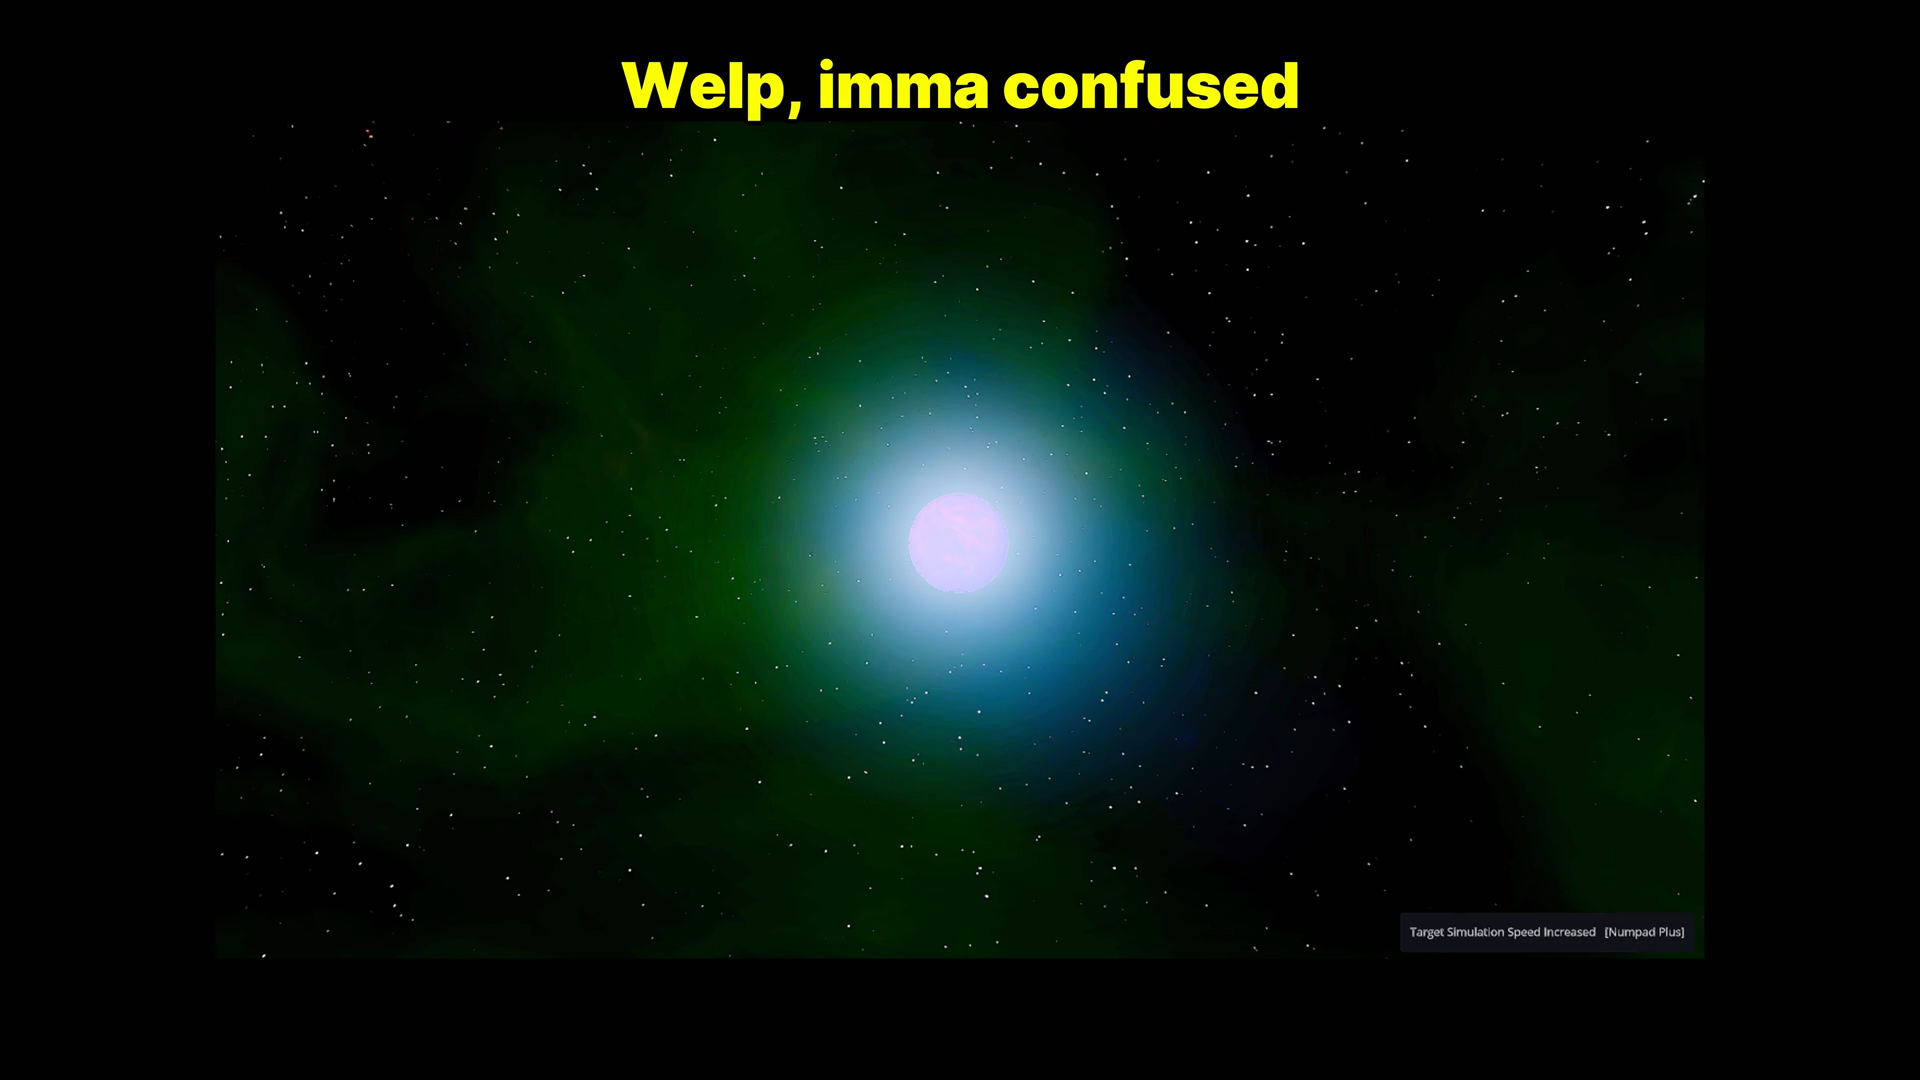 Welp, imma confused
Target Simulation Speed Increased [Numpad Plus]